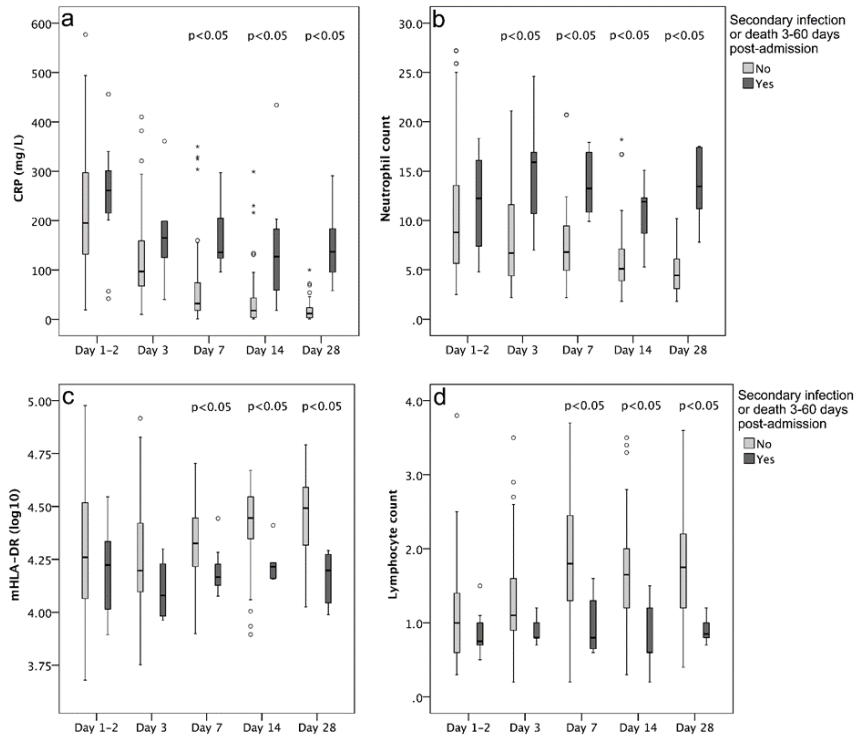 a
p<0.05 p<0.05 p<0.05
600
500
400
300
200
100
0
CRP (mg/L)
Day 1-2 Day 3 Day 7 Day 14 Day 28
b
p<0.05 p<0.05 p<0.05 p<0.05
30.0
25.0
20.0
15.0
10.0
5.0
.0
Neutrophil count
Day 1-2 Day 3 Day 7 Day 14 Day 28
Secondary infection
or death 3-60 days
post-admission
No
Yes
c
p<0.05 p<0.05 p<0.05
5.00
4.75
4.50
4.25
4.00
3.75
mHLA-DR (log10)
Day 1-2 Day 3 Day 7 Day 14 Day 28
d
p<0.05 p<0.05 p<0.05
4.0
3.0
2.0
1.0
.0
Lymphocyte count
Day 1-2 Day 3 Day 7 Day 14 Day 28
Secondary infection
or death 3-60 days
post-admission
No
Yes